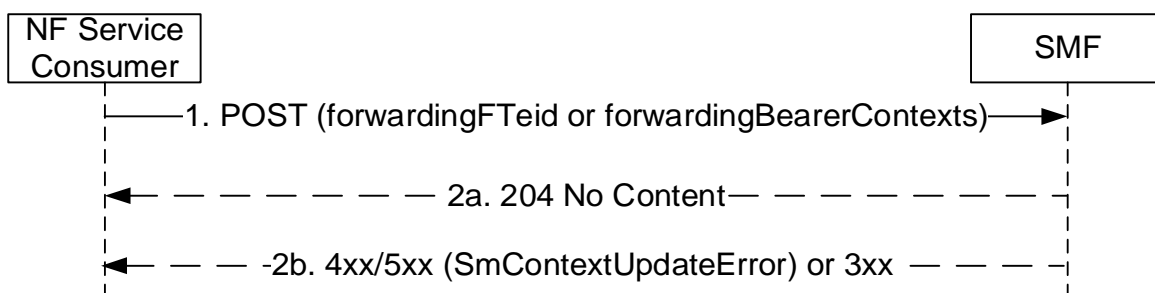 NF Service
Consumer
SMF
1. POST (forwardingFTeid or forwardingBearerContexts)
2a. 204 No Content
2b. 4xx/5xx (SmContextUpdateError) or 3xx